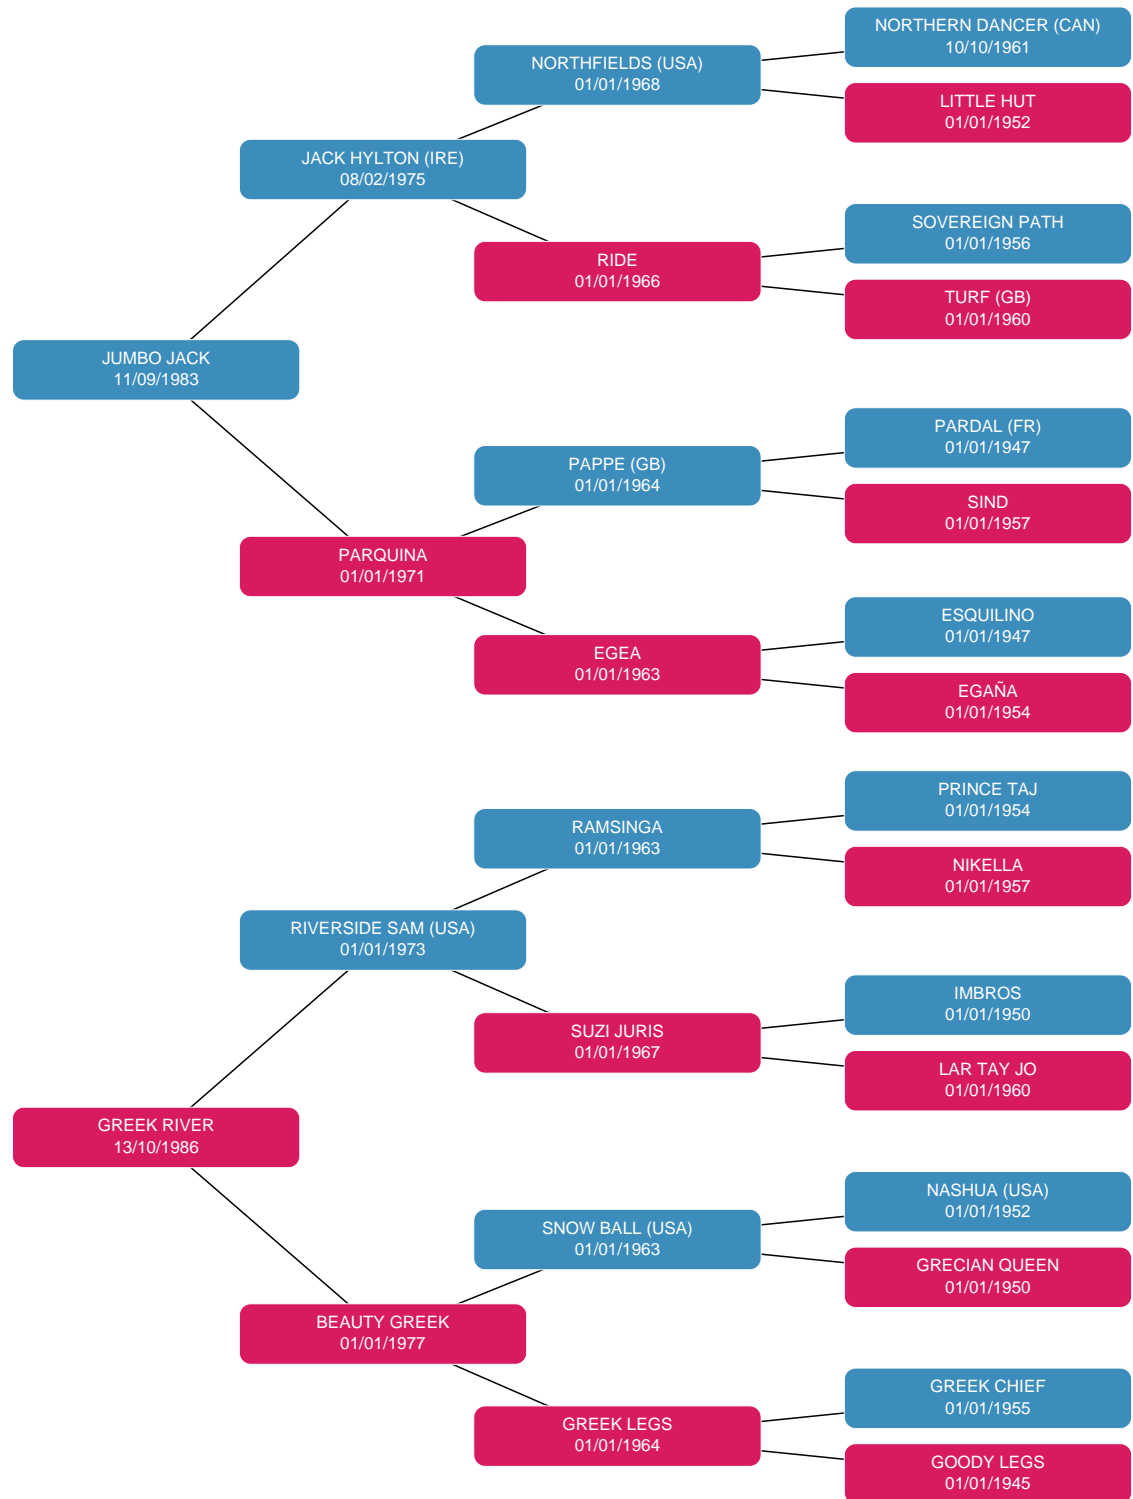 NORTHERN DANCER (CAN)
10/10/1961
NORTHFIELDS (USA)
01/01/1968
LITTLE HUT
01/01/1952
JACK HYLTON (IRE)
08/02/1975
SOVEREIGN PATH
01/01/1956
RIDE
01/01/1966
TURF (GB)
01/01/1960
JUMBO JACK
11/09/1983
PARDAL (FR)
01/01/1947
PAPPE (GB)
01/01/1964
SIND
01/01/1957
PARQUINA
01/01/1971
ESQUILINO
01/01/1947
EGEA
01/01/1963
EGAÑA
01/01/1954
PRINCE TAJ
01/01/1954
RAMSINGA
01/01/1963
NIKELLA
01/01/1957
RIVERSIDE SAM (USA)
01/01/1973
IMBROS
01/01/1950
SUZI JURIS
01/01/1967
LAR TAY JO
01/01/1960
GREEK RIVER
13/10/1986
NASHUA (USA)
01/01/1952
SNOW BALL (USA)
01/01/1963
GRECIAN QUEEN
01/01/1950
BEAUTY GREEK
01/01/1977
GREEK CHIEF
01/01/1955
GREEK LEGS
01/01/1964
GOODY LEGS
01/01/1945